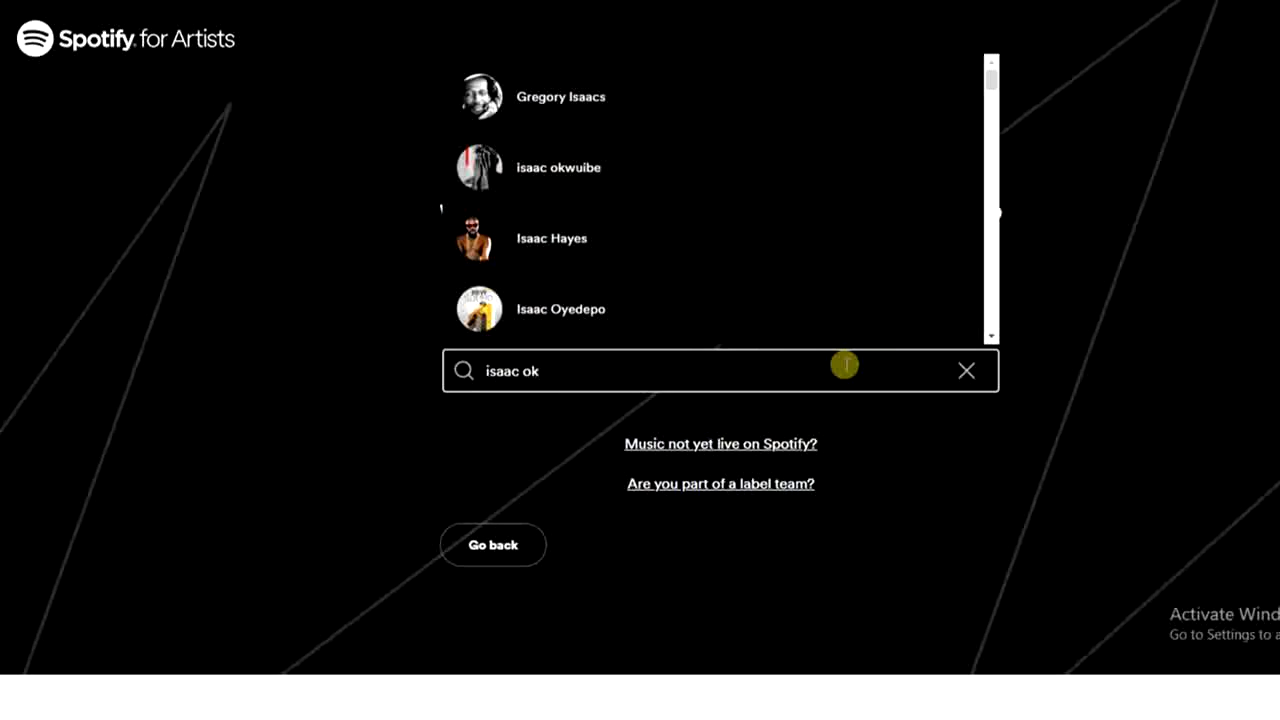 Spotify for Artists
Gregory Isaacs
isaac okwuibe
Isaac Hayes
Isaac Oyedepo
isaac ok
Music not yet live on Spotify?
Are you part of a label team?
Go back
Activate Wind
Go to Settings to a